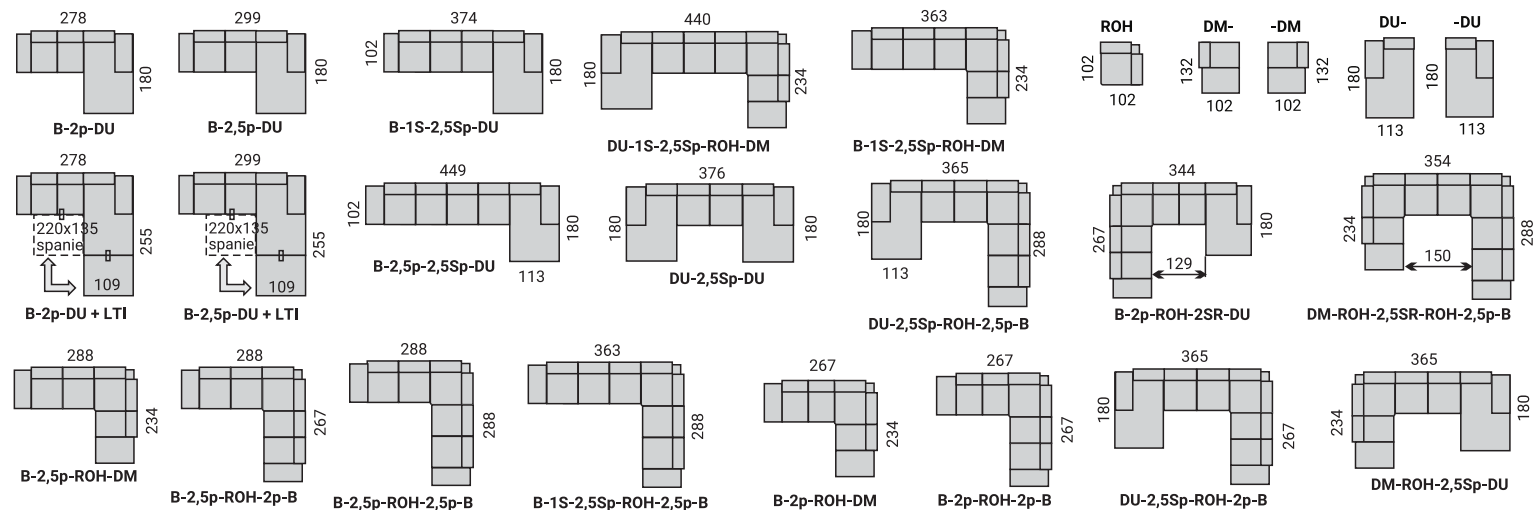 278
180
B-2p-DU
299
180
B-2,5p-DU
374
102
180
B-1S-2,5Sp-DU
440
180
234
DU-1S-2,5Sp-ROH-DM
363
234
B-1S-2,5Sp-ROH-DM
ROH
102
102
DM-
132
102
-DM
132
102
DU-
180
113
-DU
180
113
278
220x135
spanie
255
109
B-2p-DU + LTI
299
220x135
spanie
255
109
B-2,5p-DU + LTI
449
102
180
B-2,5p-2,5Sp-DU
113
376
180
180
DU-2,5Sp-DU
365
180
113
288
DU-2,5Sp-ROH-2,5p-B
344
267
180
129
B-2p-ROH-2SR-DU
354
234
288
150
DM-ROH-2,5SR-ROH-2,5p-B
288
234
B-2,5p-ROH-DM
288
267
B-2,5p-ROH-2p-B
288
288
B-2,5p-ROH-2,5p-B
363
288
B-1S-2,5Sp-ROH-2,5p-B
267
234
B-2p-ROH-DM
267
267
B-2p-ROH-2p-B
365
180
267
DU-2,5Sp-ROH-2p-B
365
234
180
DM-ROH-2,5Sp-DU